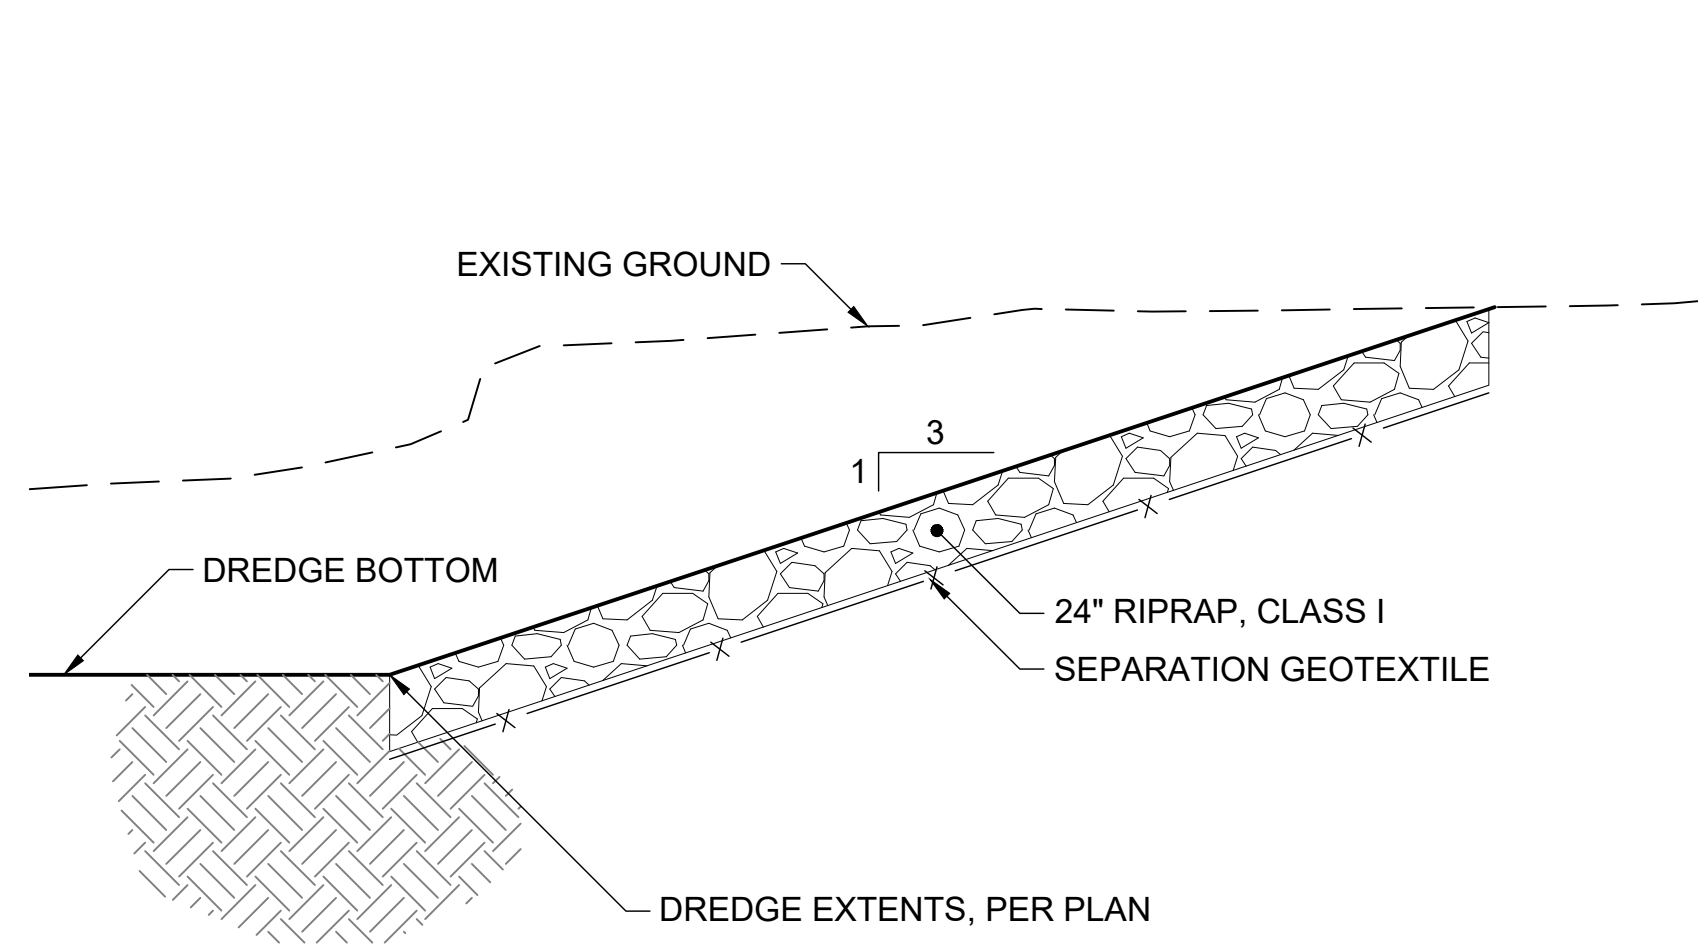 EXISTING GROUND
3
1
DREDGE BOTTOM
24" RIPRAP, CLASS I
SEPARATION GEOTEXTILE
DREDGE EXTENTS, PER PLAN